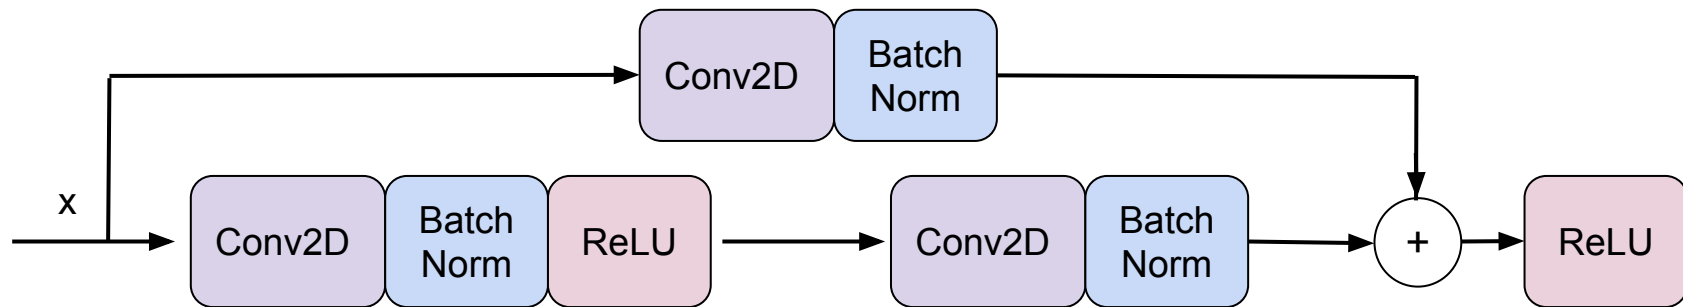 Conv2D
Batch
Norm
x
Conv2D
Batch
Norm
ReLU
Conv2D
Batch
Norm
+
ReLU